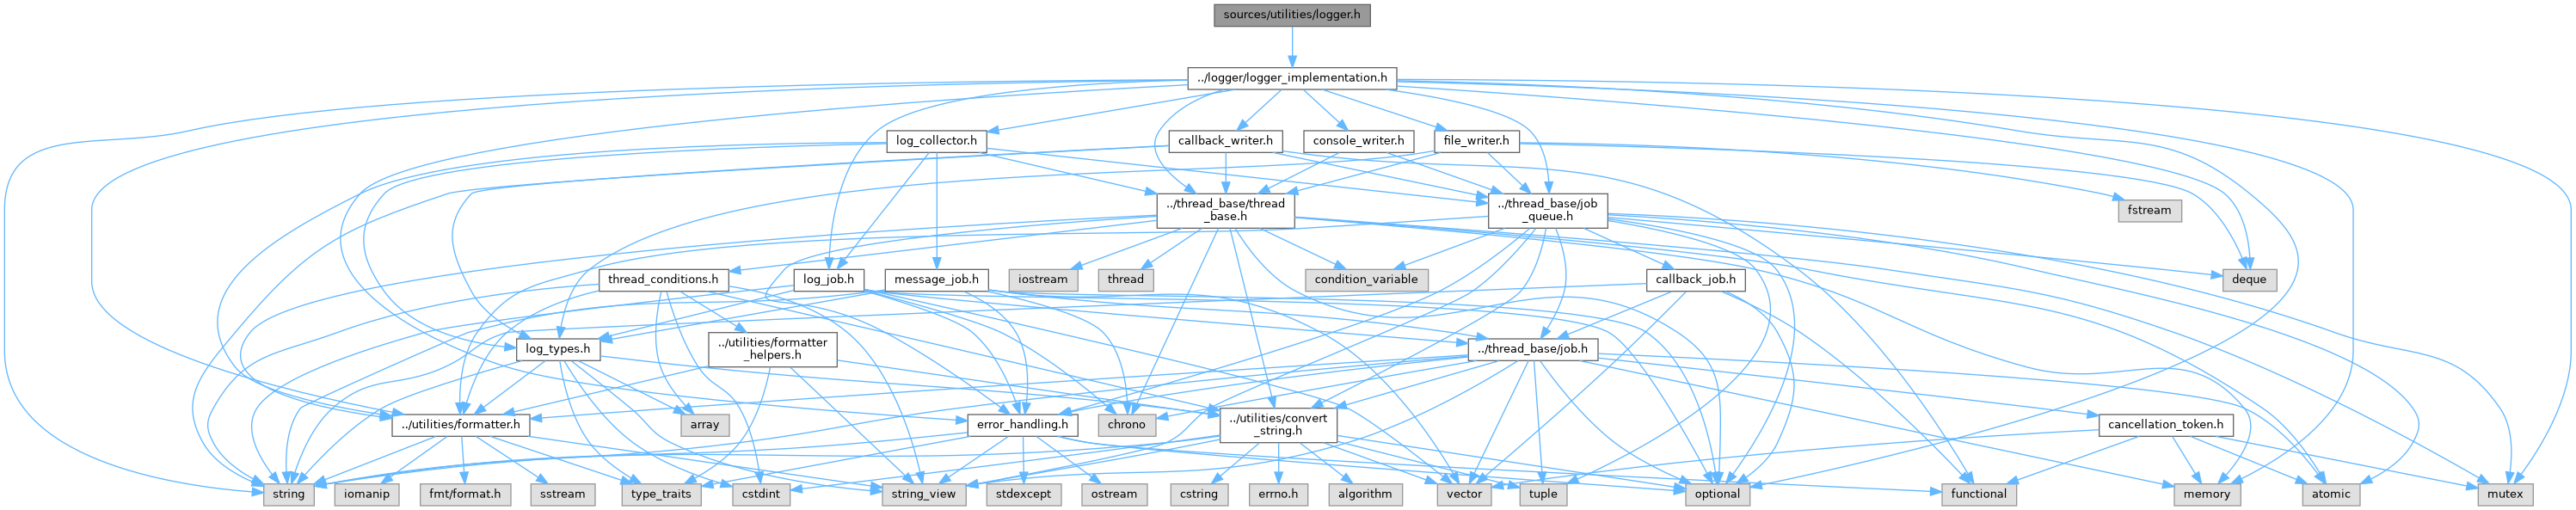 sources/utilities/logger.h
../logger/logger_implementation.h
log_collector.h
callback_writer.h
console_writer.h
file_writer.h
../thread_base/thread
_base.h
../thread_base/job
_queue.h
fstream
thread_conditions.h
log_job.h
message_job.h
iostream
thread
condition_variable
callback_job.h
deque
log_types.h
../utilities/formatter
_helpers.h
../thread_base/job.h
../utilities/formatter.h
array
error_handling.h
chrono
../utilities/convert
_string.h
cancellation_token.h
string
iomanip
fmt/format.h
sstream
type_traits
cstdint
string_view
stdexcept
ostream
cstring
errno.h
algorithm
vector
tuple
optional
functional
memory
atomic
mutex